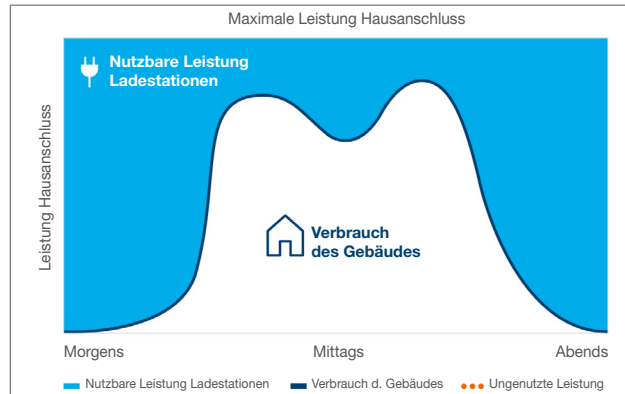 Maximale Leistung Hausanschluss
Nutzbare Leistung
Ladestationen
Leistung Hausanschluss
Verbrauch
des Gebäudes
Morgens Mittags Abends
Nutzbare Leistung Ladestationen Verbrauch d. Gebäudes Ungenutzte Leistung